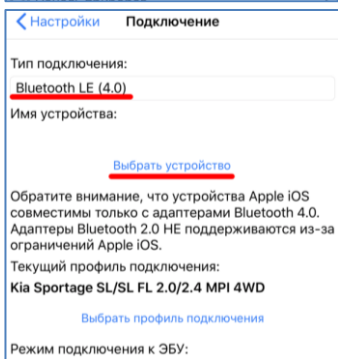 Настройки Подключение
Тип подключения:
Bluetooth LE (4.0)
Имя устройства:
Выбрать устройство
Обратите внимание, что устройства Apple iOS
совместимы только с адаптерами Bluetooth 4.0.
Адаптеры Bluetooth 2.0 НЕ поддерживаются из-за
ограничений Apple iOS.
Текущий профиль подключения:
Kia Sportage SL/SL FL 2.0/2.4 MPI 4WD
Выбрать профиль подключения
Режим подключения к ЭБУ: